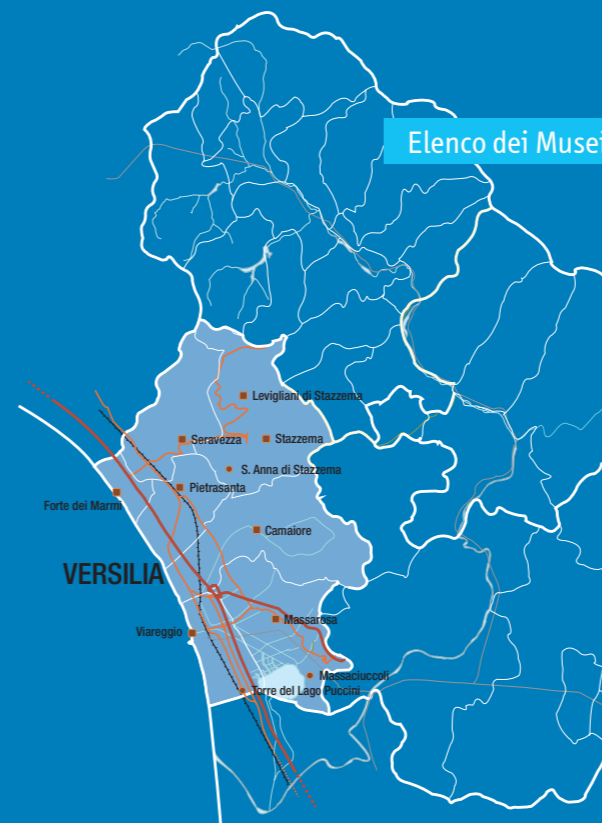 Elenco dei Musei
Levigliani di Stazzema
Seravezza
Stazzema
S. Anna di Stazzema
Pietrasanta
Forte dei Marmi
Camaiore
VERSILIA
Massarosa
Viareggio
Massaciuccoli
Torre del Lago Puccini